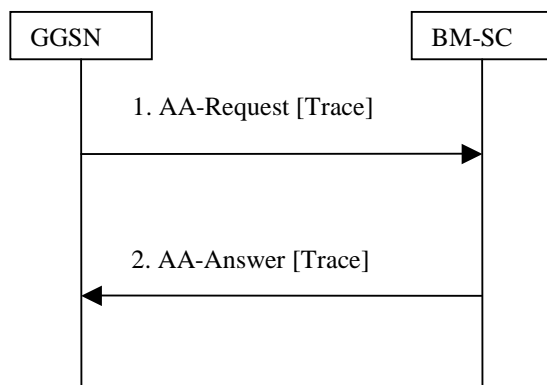 GGSN
BM-SC
1. AA-Request [Trace]
2. AA-Answer [Trace]